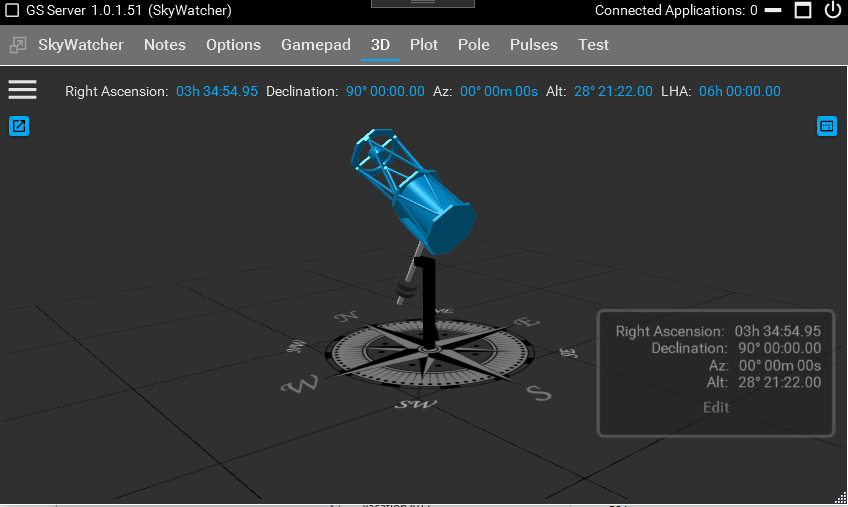 GS Server 1.0.1.51 (SkyWatcher) Connected Applications: 0
SkyWatcher Notes Options Gamepad 3D Plot Pole Pulses Test
Right Ascension: 03h 34:54.95 Declination: 90° 00:00.00 Az: 00° 00m 00s Alt: 28° 21:22.00 LHA: 06h 00:00.00
N NE E
NW SE
W S
SW
Right Ascension: 03h 34:54.95
Declination: 90° 00:00.00
Az: 00° 00m 00s
Alt: 28° 21:22.00
Edit